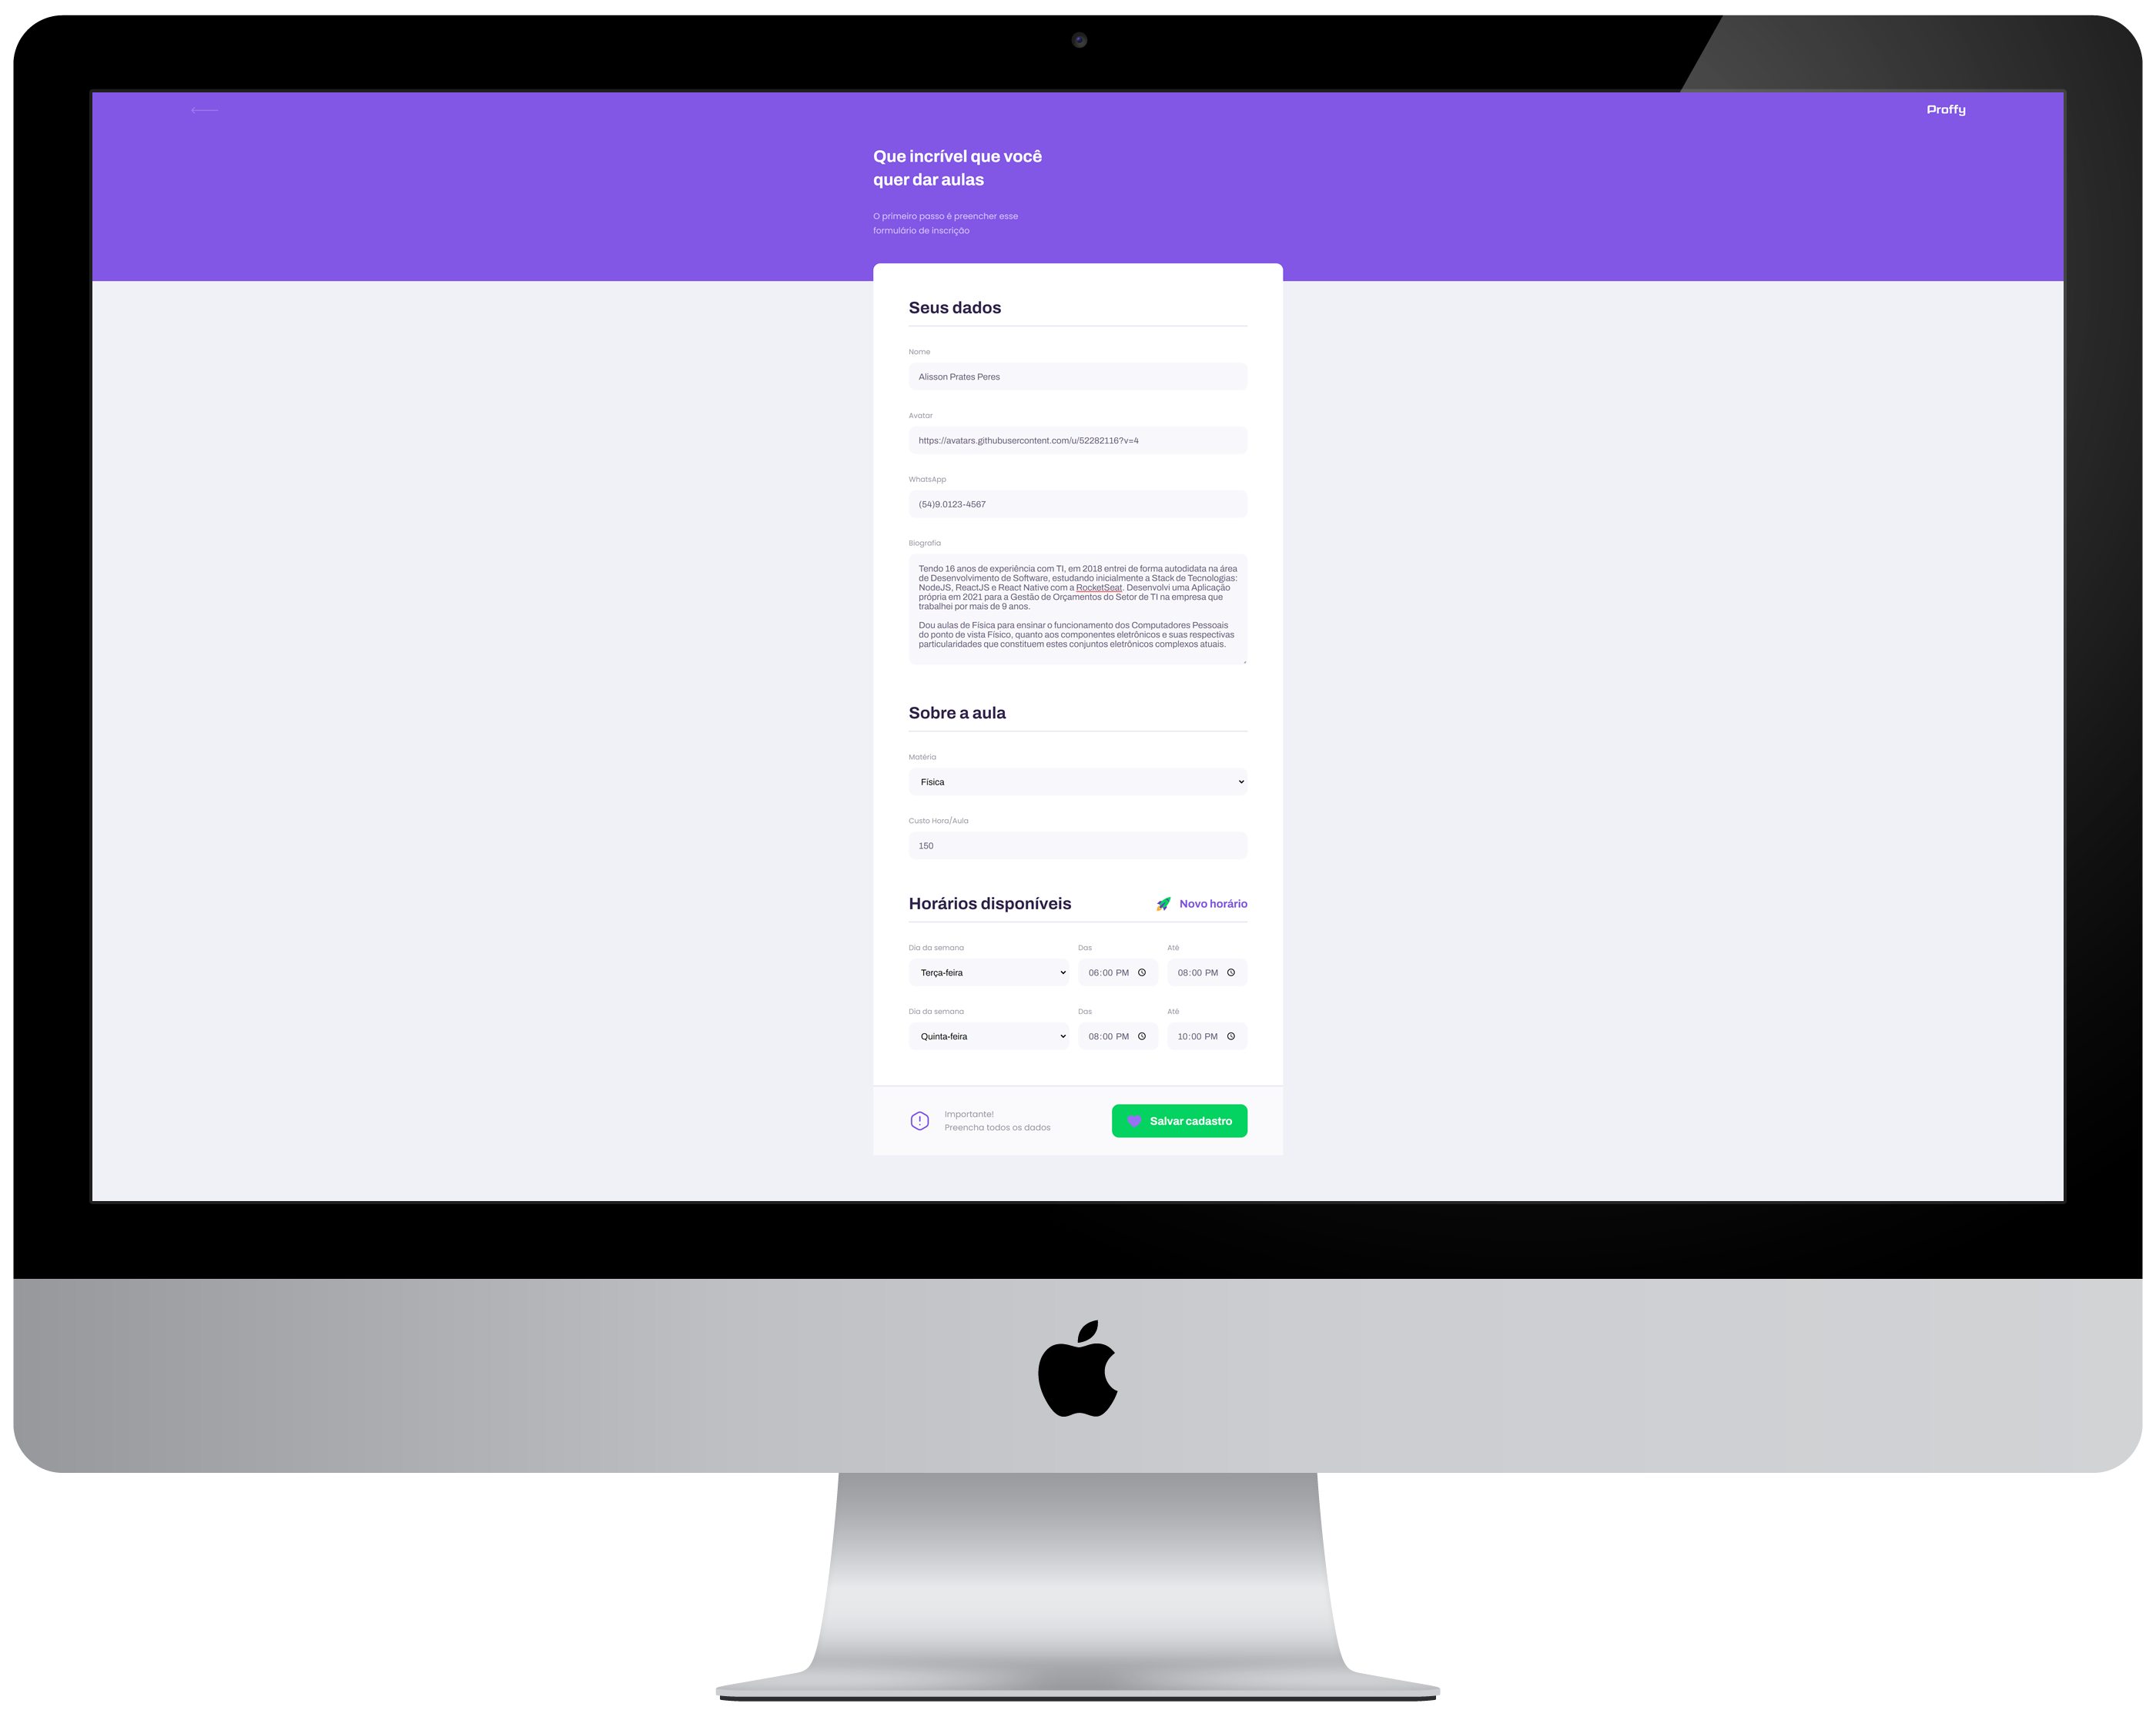 Proffy
Que incrível que você
quer dar aulas
O primeiro passo é preencher esse
formulário de inscrição
Seus dados
Nome
Alisson Prates Peres
Avatar
https://avatars.githubusercontent.com/u/52282116?v=4
WhatsApp
(54)9.0123-4567
Biografia
Tendo 16 anos de experiência com TI, em 2018 entrei de forma autodidata na área
de Desenvolvimento de Software, estudando inicialmente a Stack de Tecnologias:
NodeJS, ReactJS e React Native com a RocketSeat. Desenvolvi uma Aplicação
própria em 2021 para a Gestão de Orçamentos do Setor de TI na empresa que
trabalhei por mais de 9 anos.
Dou aulas de Física para ensinar o funcionamento dos Computadores Pessoais
do ponto de vista Físico, quanto aos componentes eletrônicos e suas respectivas
particularidades que constituem estes conjuntos eletrônicos complexos atuais.
Sobre a aula
Matéria
Física
Custo Hora/Aula
150
Horários disponíveis Novo horário
Dia da semana Das Até
Terça-feira 06:00 PM 08:00 PM
Dia da semana Das Até
Quinta-feira 08:00 PM 10:00 PM
Importante!
Preencha todos os dados
Salvar cadastro